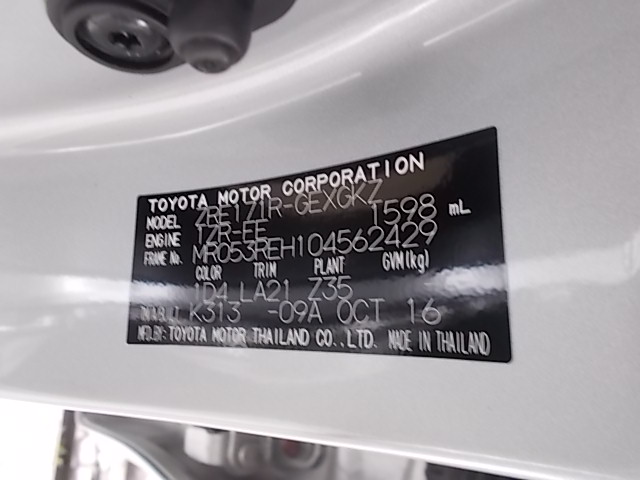 TOYOTA MOTOR CORPORATION
MODEL ZRE171R-GEXGKZ
ENGINE 1ZR-FE 1598 mL
FRAME No. MR053REH104562429
COLOR TRIM PLANT GVM(kg)
1D4 LA21 Z35
K313 -09A OCT 16
MFD.BY: TOYOTA MOTOR THAILAND CO.,LTD. MADE IN THAILAND